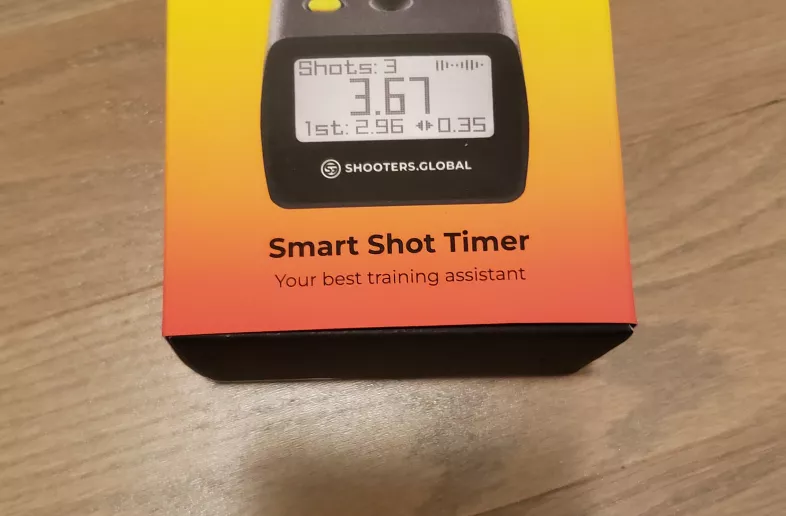 Shots: 3
3.67
1st: 2.96 0.35
SHOOTERS.GLOBAL
Smart Shot Timer
Your best training assistant